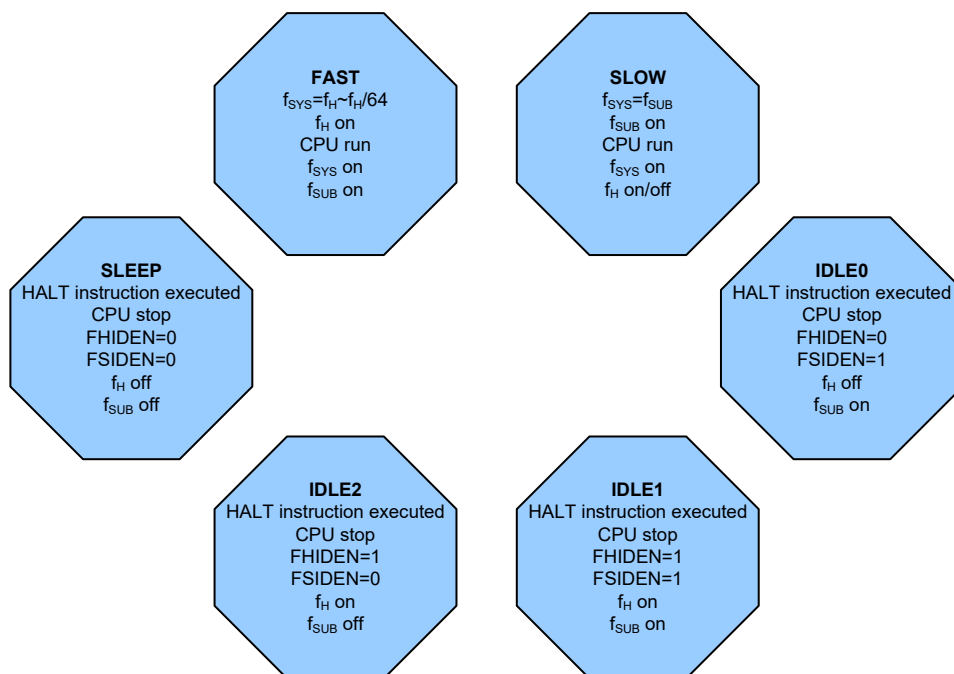 FAST
fSYS=fH~fH/64
fH on
CPU run
fSYS on
fSUB on
SLOW
fSYS=fSUB
fSUB on
CPU run
fSYS on
fH on/off
SLEEP
HALT instruction executed
CPU stop
FHIDEN=0
FSIDEN=0
fH off
fSUB off
IDLE0
HALT instruction executed
CPU stop
FHIDEN=0
FSIDEN=1
fH off
fSUB on
IDLE2
HALT instruction executed
CPU stop
FHIDEN=1
FSIDEN=0
fH on
fSUB off
IDLE1
HALT instruction executed
CPU stop
FHIDEN=1
FSIDEN=1
fH on
fSUB on